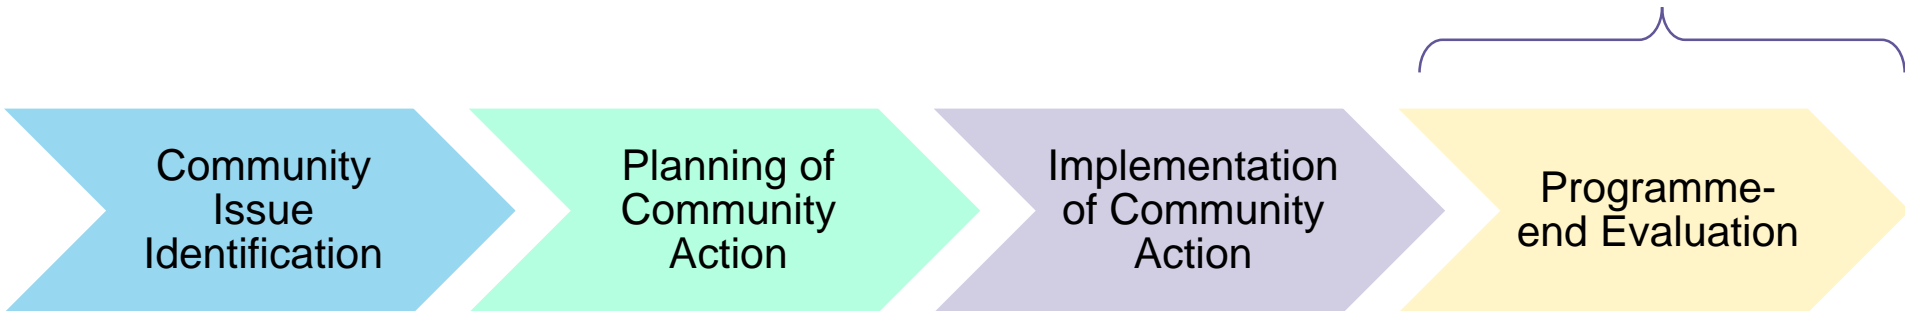 Community
Issue
Identification
Planning of
Community
Action
Implementation
of Community
Action
Programme-
end Evaluation